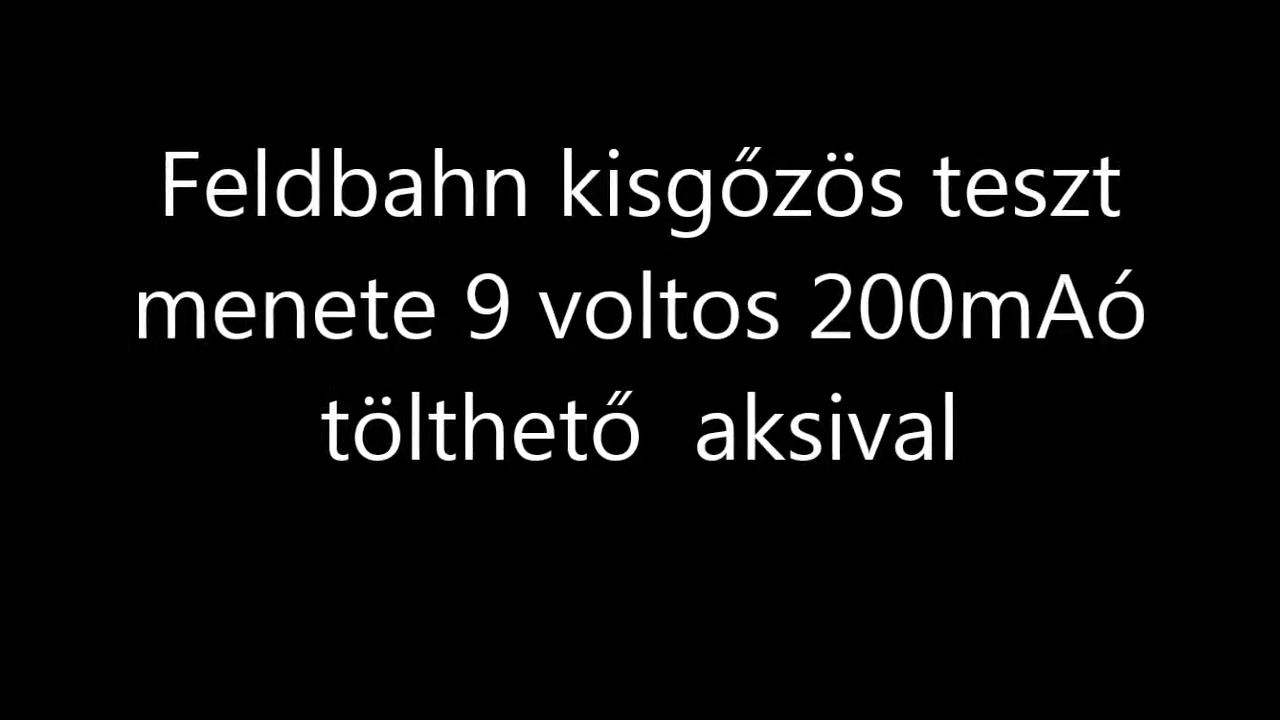 Feldbahn kisgőzös teszt
menete 9 voltos 200mAó
tölthető  aksival